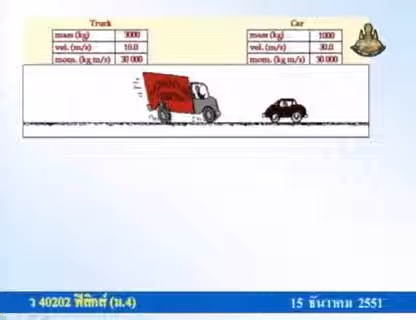 Truck
mass (kg) 3000
vel. (m/s) 10.0
mom. (kg m/s) 30 000
Car
mass (kg) 1000
vel. (m/s) 30.0
mom. (kg m/s) 30 000
ว 40202 ฟิสิกส์ (ม.4)
15 ธันวาคม 2551